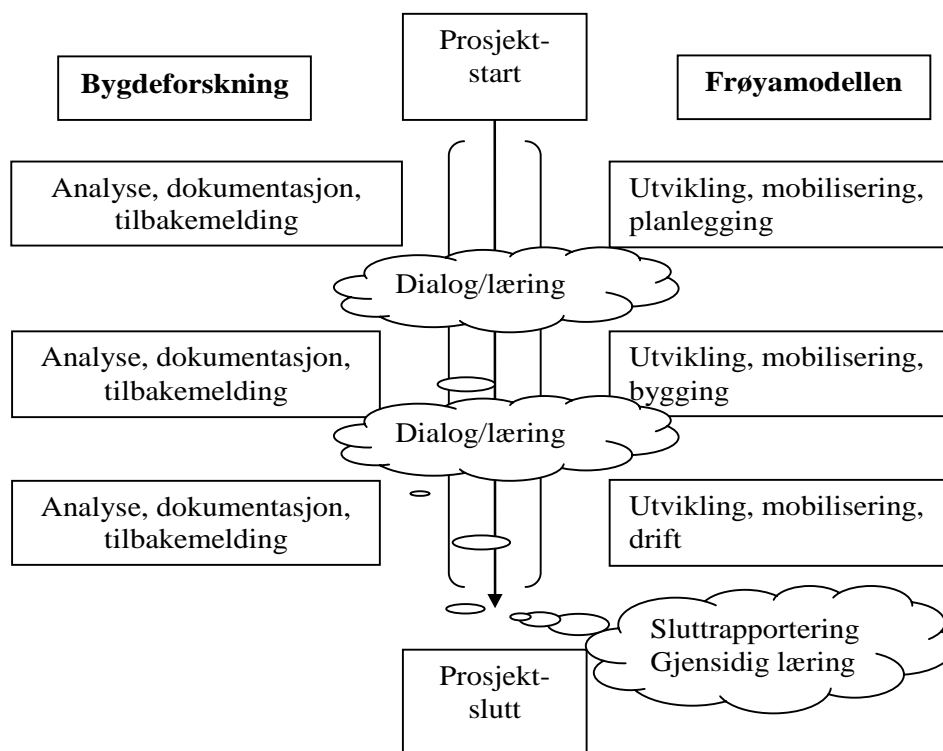 Prosjekt-
start
Bygdeforskning
Frøyamodellen
Analyse, dokumentasjon,
tilbakemelding
Utvikling, mobilisering,
planlegging
Dialog/læring
Analyse, dokumentasjon,
tilbakemelding
Utvikling, mobilisering,
bygging
Dialog/læring
Analyse, dokumentasjon,
tilbakemelding
Utvikling, mobilisering,
drift
Sluttrapportering
Gjensidig læring
Prosjekt-
slutt